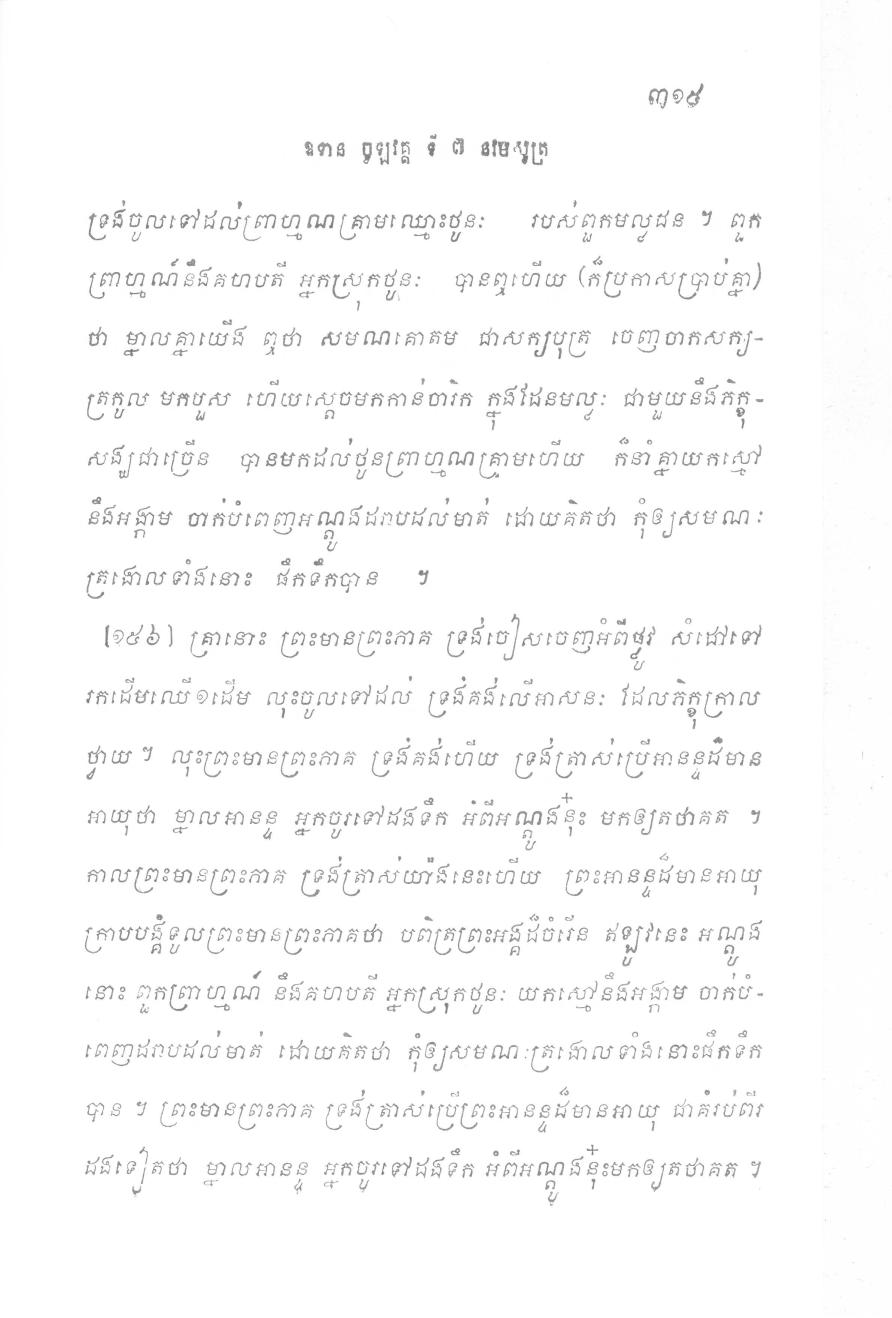 ៣១៥
ឧទាន ចូឡវគ្គ ទី ៧ នវមសូត្រ
ទ្រង់ចូលទៅដល់ព្រាហ្មណគ្រាមឈ្មោះថូនៈ របស់ពួកមល្លជន ។ ពួក
ព្រាហ្មណ៍នឹងគហបតី អ្នកស្រុកថូនៈ បានឮហើយ (ក៏ប្រកាសប្រាប់គ្នា)
ថា ម្នាលគ្នាយើង ឮថា សមណគោតម ជាសក្យបុត្រ ចេញចាកសក្យ-
ត្រកូល មកបួស ហើយស្តេចមកកាន់ចារិក ក្នុងដែនមល្លៈ ជាមួយនឹងភិក្ខុ-
សង្ឃជាច្រើន បានមកដល់ថូនព្រាហ្មណគ្រាមហើយ ក៏នាំគ្នាយកស្មៅ
នឹងអង្កាម ចាក់បំពេញអណ្តូងដរាបដល់មាត់ ដោយគិតថា កុំឲ្យសមណៈ
ត្រងោលទាំងនោះ ផឹកទឹកបាន ។
[១៥៦] គ្រានោះ ព្រះមានព្រះភាគ ទ្រង់ចៀសចេញអំពីផ្លូវ សំដៅទៅ
រកដើមឈើ១ដើម លុះចូលទៅដល់ ទ្រង់គង់លើអាសនៈ ដែលភិក្ខុក្រាល
ថ្វាយ ។ លុះព្រះមានព្រះភាគ ទ្រង់គង់ហើយ ទ្រង់ត្រាស់ប្រើអានន្ទដ៏មាន
អាយុថា ម្នាលអានន្ទ អ្នកចូរទៅដងទឹក អំពីអណ្តូងនុ៎ះ មកឲ្យតថាគត ។
កាលព្រះមានព្រះភាគ ទ្រង់ត្រាស់យ៉ាងនេះហើយ ព្រះអានន្ទដ៏មានអាយុ
ក្រាបបង្គំទូលព្រះមានព្រះភាគថា បពិត្រព្រះអង្គដ៏ចំរើន ឥឡូវនេះ អណ្តូង
នោះ ពួកព្រាហ្មណ៍ នឹងគហបតី អ្នកស្រុកថូនៈ យកស្មៅនឹងអង្កាម ចាក់បំ-
ពេញដរាបដល់មាត់ ដោយគិតថា កុំឲ្យសមណៈត្រងោលទាំងនោះផឹកទឹក
បាន ។ ព្រះមានព្រះភាគ ទ្រង់ត្រាស់ប្រើព្រះអានន្ទដ៏មានអាយុ ជាគំរប់ពីរ
ដងទៀតថា ម្នាលអានន្ទ អ្នកចូរទៅដងទឹក អំពីអណ្តូងនុ៎ះមកឲ្យតថាគត ។